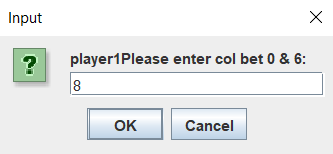 Input
player1Please enter col bet 0 & 6:
8
OK Cancel